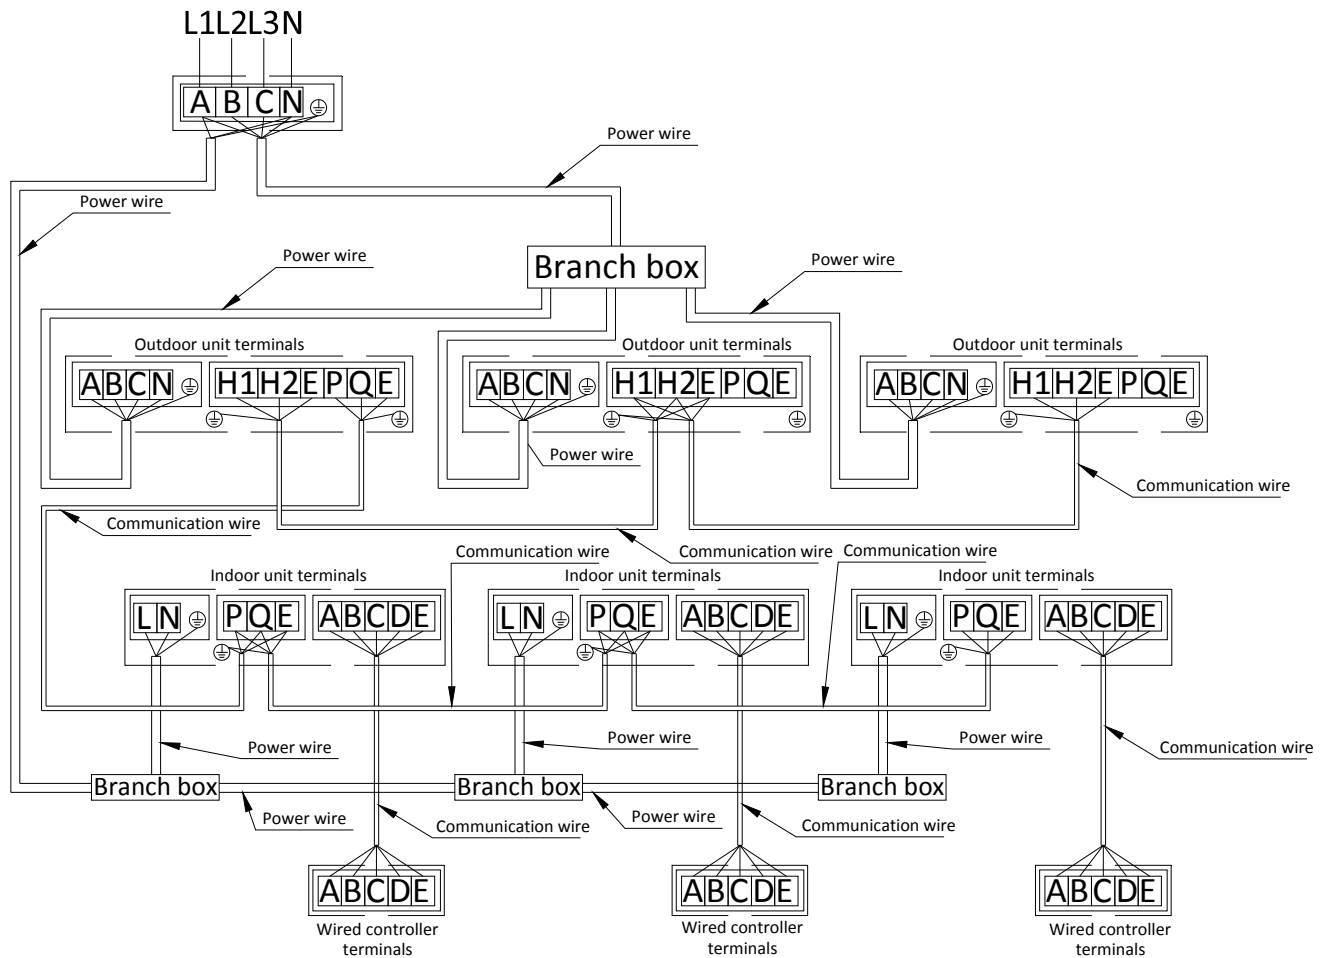 L1 L2 L3 N
A B C N
Power wire
Power wire
Power wire
Branch box
Power wire
Outdoor unit terminals
Outdoor unit terminals
Outdoor unit terminals
A B C N
H1 H2 E P Q E
A B C N
H1 H2 E P Q E
A B C N
H1 H2 E P Q E
Power wire
Communication wire
Communication wire
Communication wire
Communication wire
Communication wire
Indoor unit terminals
Indoor unit terminals
Indoor unit terminals
L N
P Q E
A B C D E
L N
P Q E
A B C D E
L N
P Q E
A B C D E
Power wire
Power wire
Power wire
Communication wire
Branch box
Branch box
Branch box
Power wire
Communication wire
Power wire
Communication wire
A B C D E
A B C D E
A B C D E
Wired controller
terminals
Wired controller
terminals
Wired controller
terminals